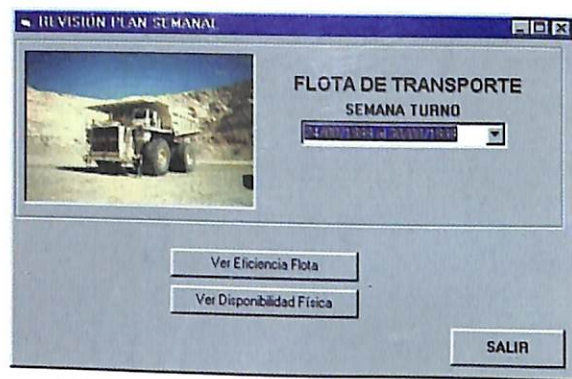 REVISIÓN PLAN SEMANAL
FLOTA DE TRANSPORTE
SEMANA TURNO
Ver Eficiencia Flota
Ver Disponibilidad Física
SALIR